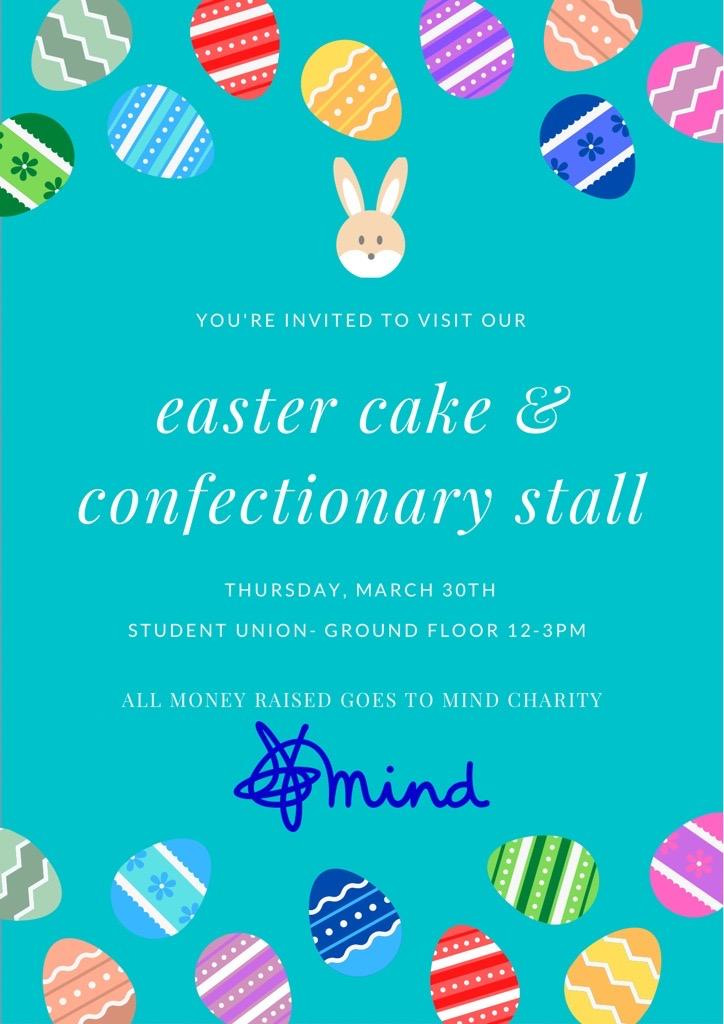 YOU'RE INVITED TO VISIT OUR
easter cake &
confectionary stall
THURSDAY, MARCH 30TH
STUDENT UNION- GROUND FLOOR 12-3PM
ALL MONEY RAISED GOES TO MIND CHARITY
mind